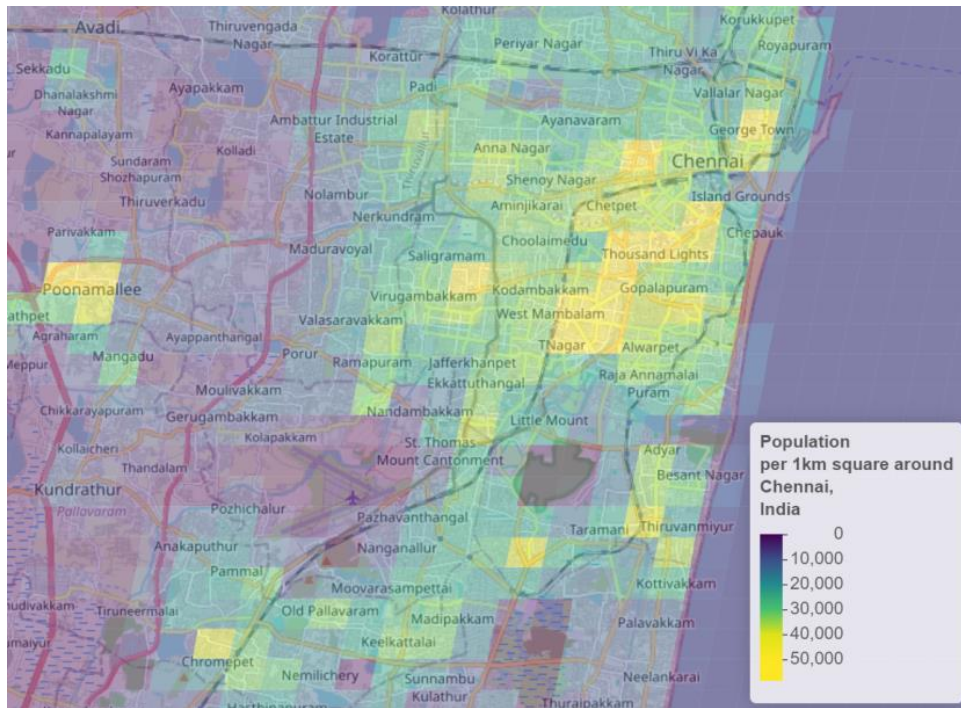 Kolathur
Korukkupet
Avadi
Thiruvengada
Nagar
Periyar Nagar
Royapuram
Korattur
Thiru Vi Ka
Nagar
Sekkadu
Padi
Ayapakkam
Dhanalakshmi
Nagar
Vallalar Nagar
Ambattur Industrial
Estate
Ayanavaram
George Town
Kannapalayam
Kolladi
Anna Nagar
Sundaram
Shozhapuram
Chennai
Shenoy Nagar
Nolambur
Thiruverkadu
Island Grounds
Nerkundram
Aminjikarai
Chetpet
Parivakkam
Chepauk
Maduravoyal
Choolaimedu
Saligramam
Thousand Lights
Poonamallee
Virugambakkam
Kodambakkam
Gopalapuram
athpet
Valasaravakkam
West Mambalam
Agraharam
Ayappanthangal
TNagar
Alwarpet
Mangadu
Porur
Meppur
Ramapuram
Jafferkhanpet
Raja Annamalai
Puram
Ekkattuthangal
Moulivakkam
Chikkarayapuram
Gerugambakkam
Nandambakkam
Little Mount
Kolapakkam
St. Thomas
Mount Cantonment
Kollaicheri
Adyar
Thandalam
Besant Nagar
Kundrathur
Pallavaram
Pozhichalur
Pazhavanthangal
Taramani
Thiruvanmiyur
Anakaputhur
Nanganallur
Pammal
Moovarasampettai
Kottivakkam
mudivakkam
Tiruneermalai
Old Pallavaram
Madipakkam
Palavakkam
Keelkattalai
Chromepet
Nemilichery
Sunnambu
Kulathur
Neelankarai
Hasthinapuram
Thuraipakkam
Population
per 1km square around
Chennai,
India
0
10,000
20,000
30,000
40,000
50,000